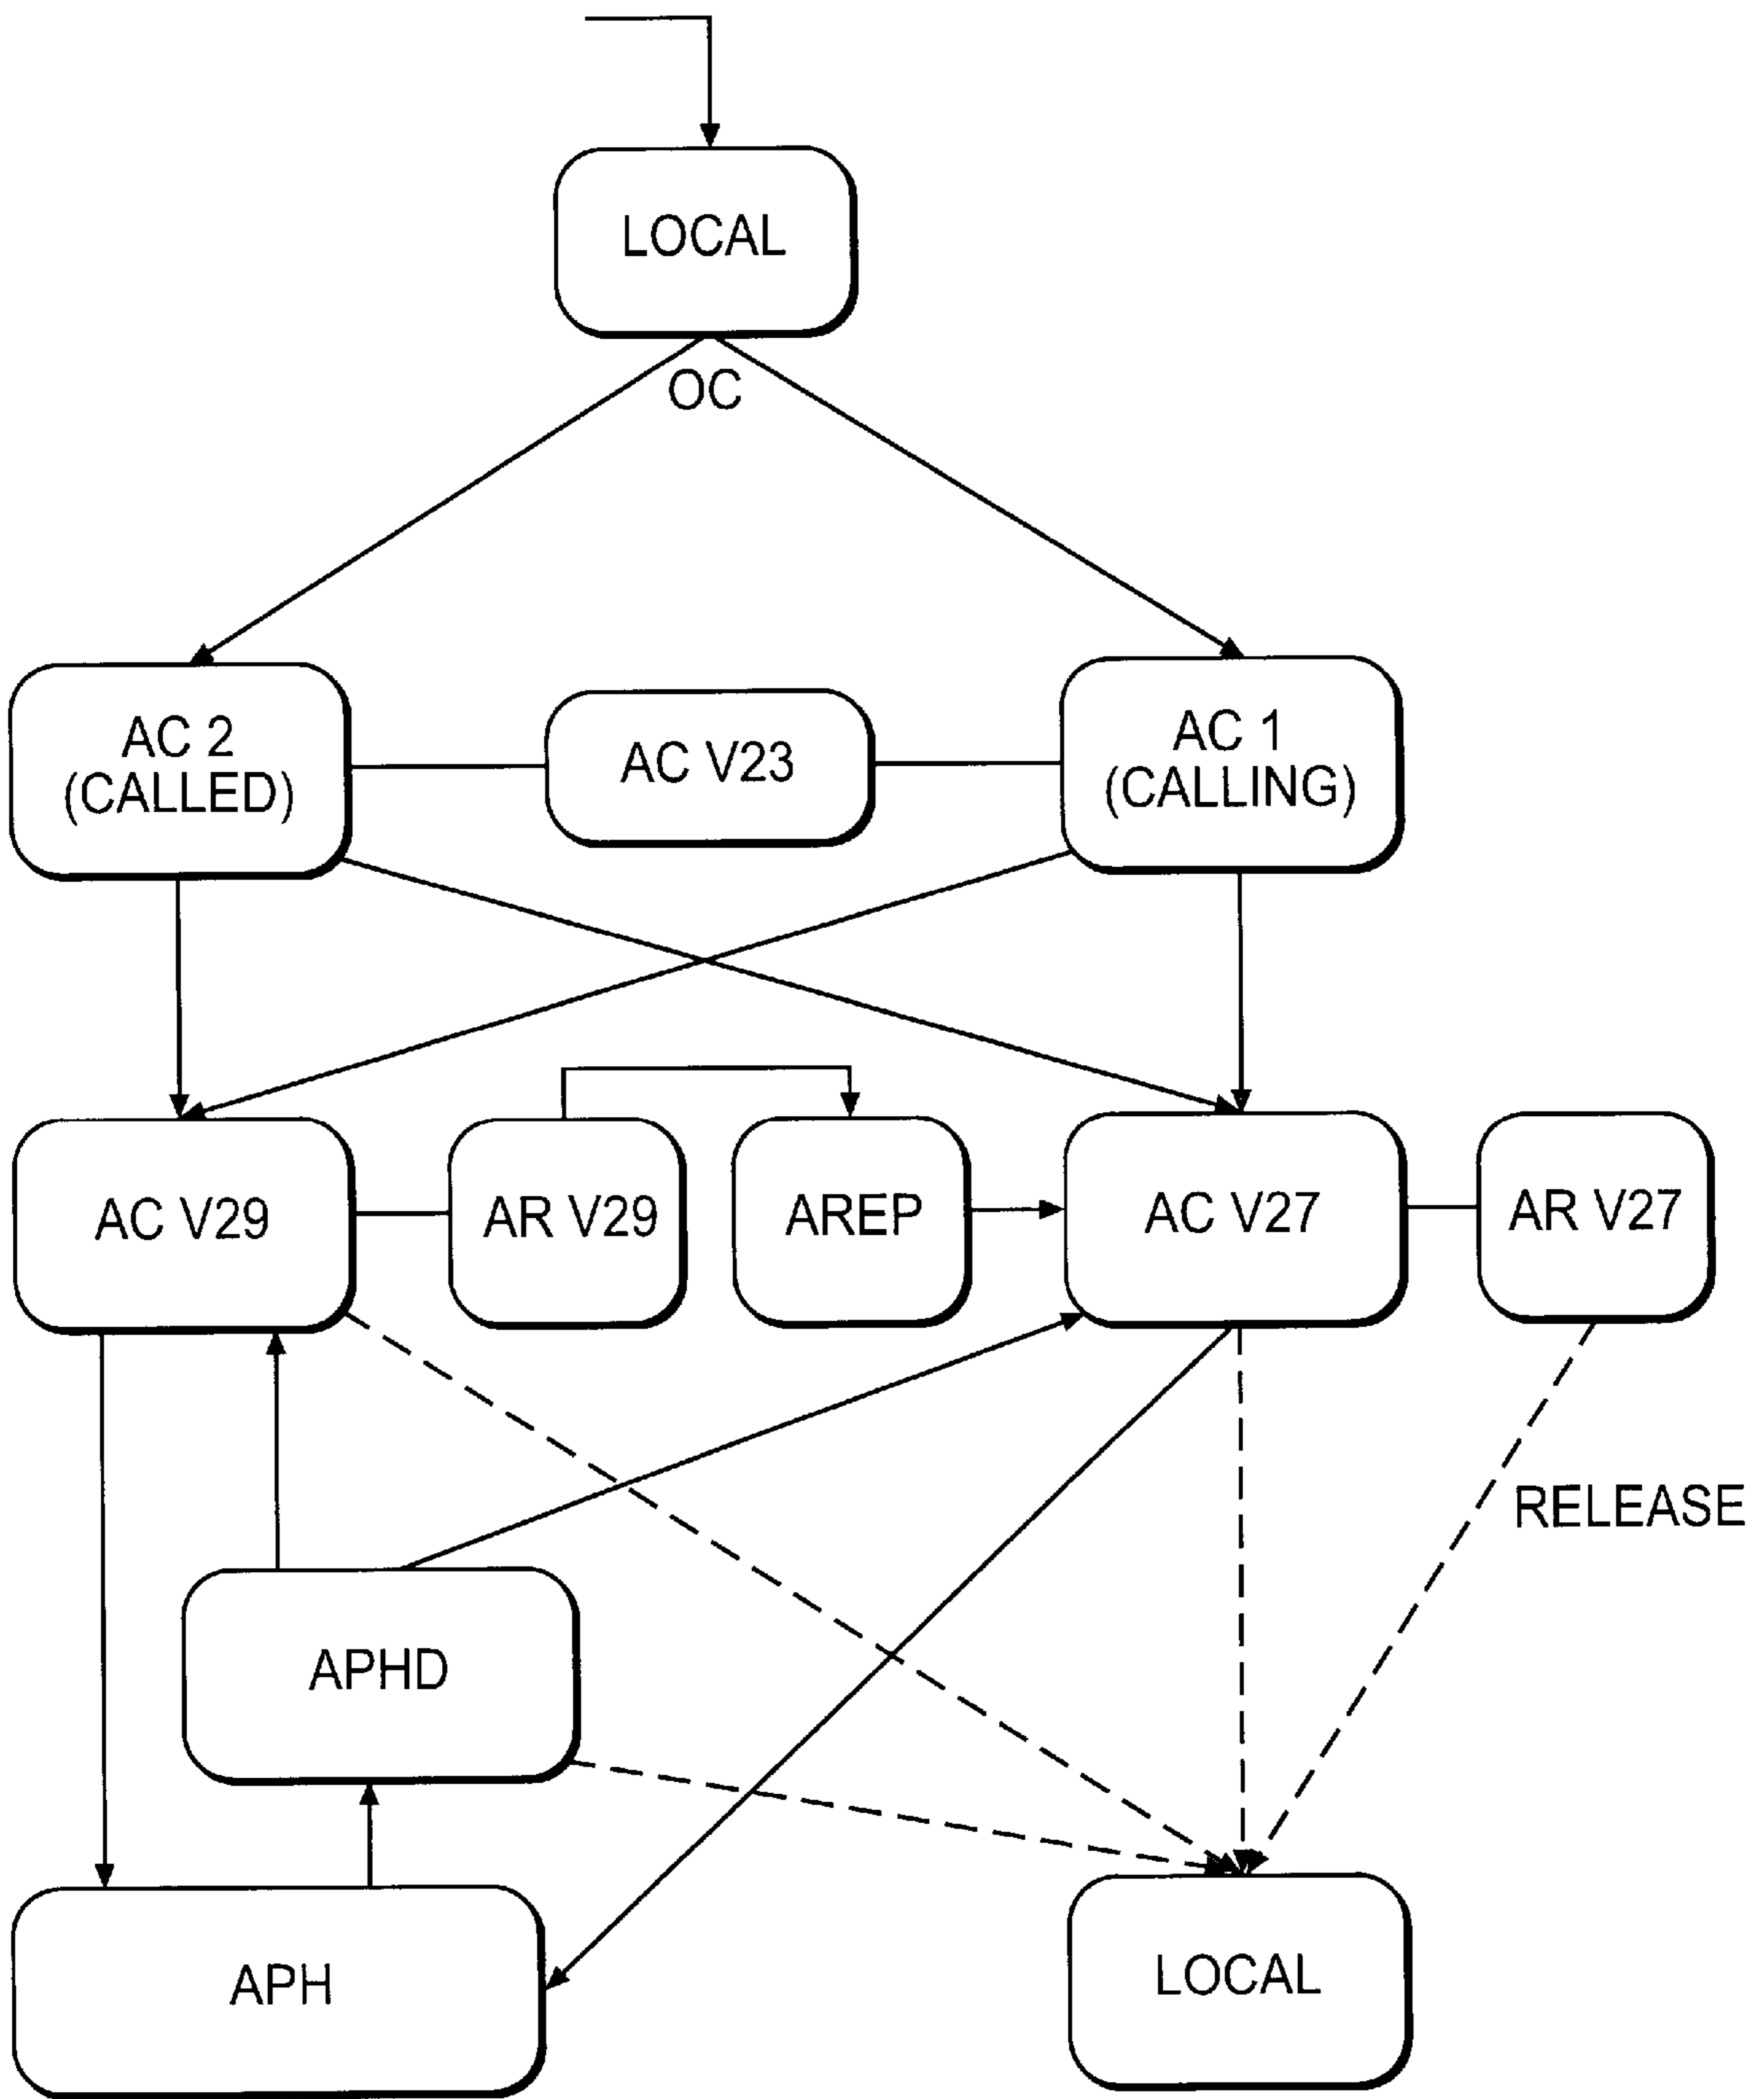 LOCAL
OC
AC 2
(CALLED)
AC V23
AC 1
(CALLING)
AC V29
AR V29
AREP
AC V27
AR V27
RELEASE
APHD
APH
LOCAL